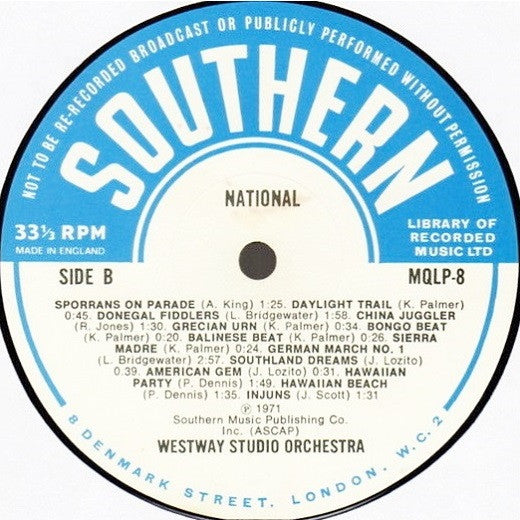 NOT TO BE RE-RECORDED BROADCAST OR PUBLICLY PERFORMED WITHOUT PERMISSION
SOUTHERN
NATIONAL
33⅓ RPM
MADE IN ENGLAND
LIBRARY OF
RECORDED
MUSIC LTD
SIDE B
MQLP-8
SPORRANS ON PARADE (A. King) 1:25. DAYLIGHT TRAIL (K. Palmer)
0:45. DONEGAL FIDDLERS (L. Bridgewater) 1:58. CHINA JUGGLER
(R. Jones) 1:30. GRECIAN URN (K. Palmer) 0:34. BONGO BEAT
(K. Palmer) 0:20. BALINESE BEAT (K. Palmer) 0:26. SIERRA
MADRE (K. Palmer) 0:24. GERMAN MARCH NO. 1 (L.
Bridgewater) 2:57. SOUTHLAND DREAMS (J. Lozito)
0:39. AMERICAN GEM (J. Lozito) 0:31. HAWAIIAN
PARTY (P. Dennis) 1:49. HAWAIIAN BEACH
(P. Dennis) 1:35. INJUNS (J. Scott) 1:31
℗ 1971
Southern Music Publishing Co.
Inc. (ASCAP)
WESTWAY STUDIO ORCHESTRA
8 DENMARK STREET, LONDON, W.C.2